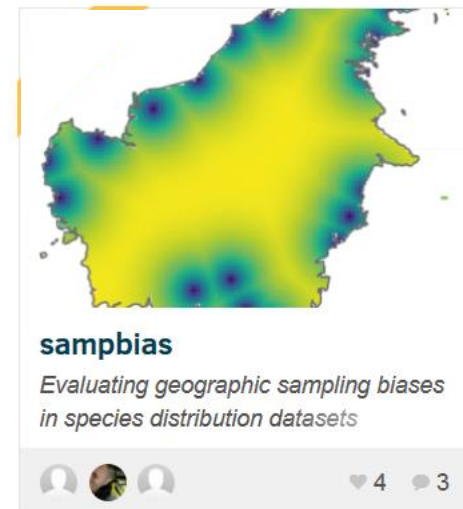 sampbias
Evaluating geographic sampling biases
in species distribution datasets
4 3